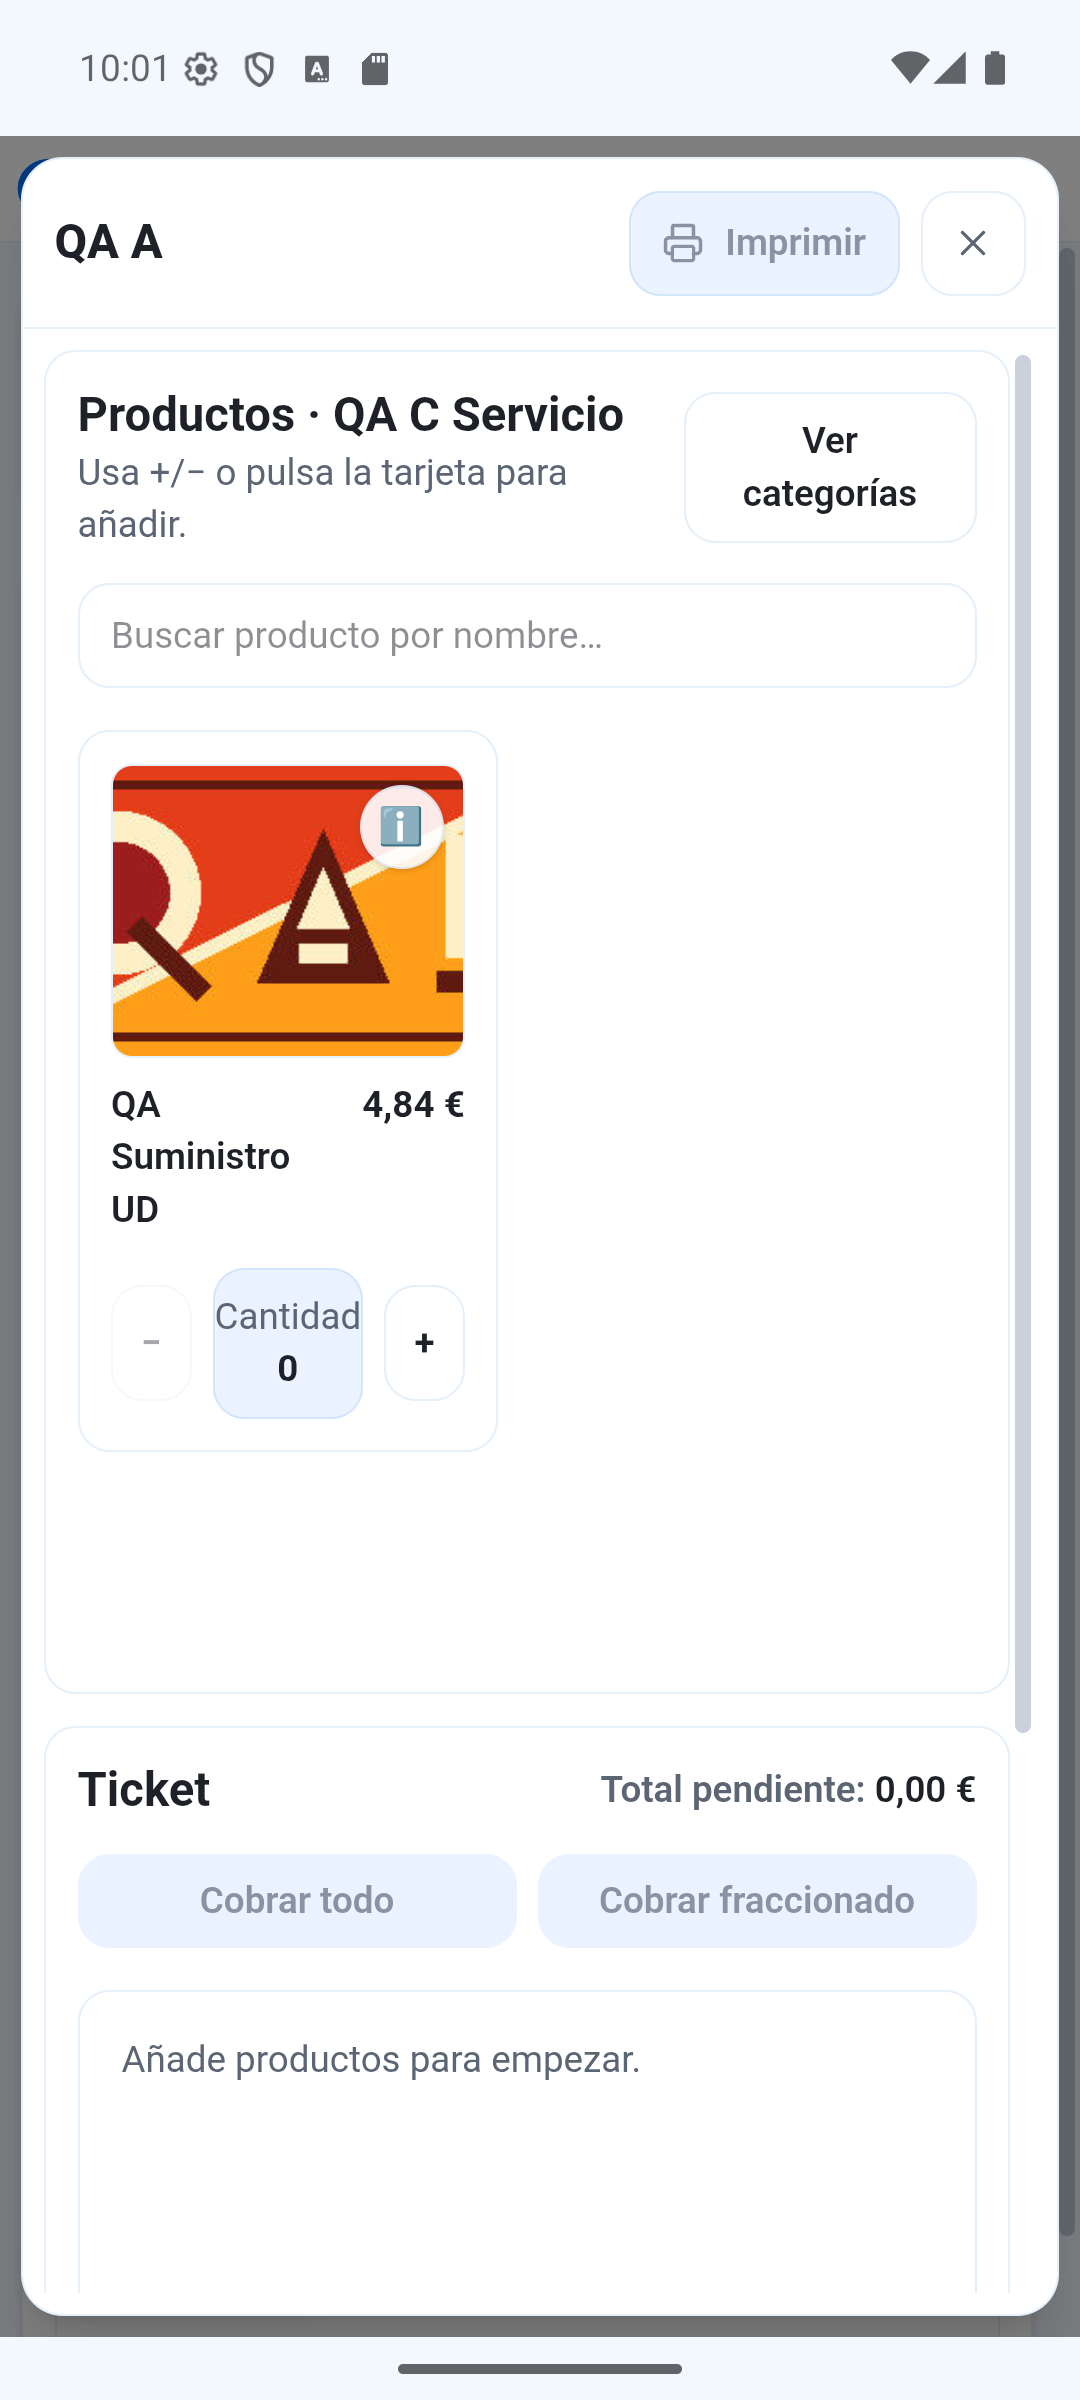 10:01
QA A
Imprimir
Productos · QA C Servicio
Usa +/− o pulsa la tarjeta para
añadir.
Ver
categorías
Buscar producto por nombre...
QA
Suministro
UD
4,84 €
−
Cantidad
0
+
Ticket
Total pendiente: 0,00 €
Cobrar todo
Cobrar fraccionado
Añade productos para empezar.